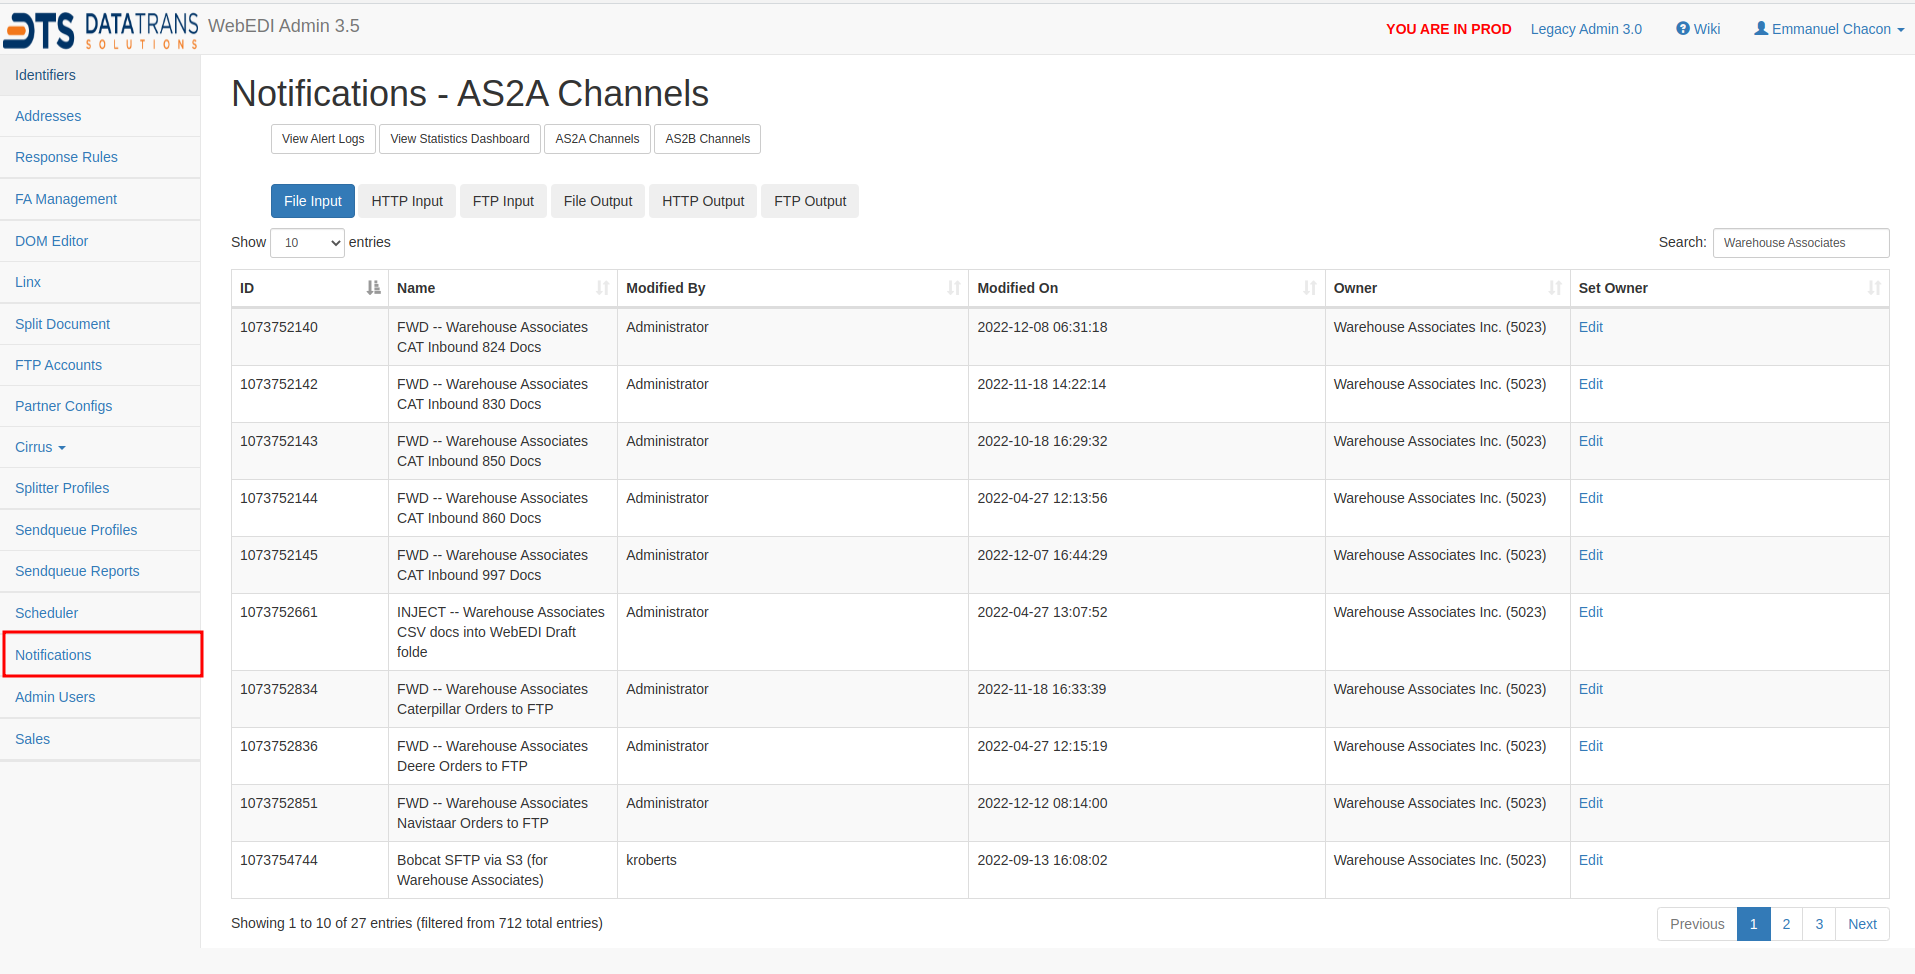 DTS DATATRANS SOLUTIONS WebEDI Admin 3.5
YOU ARE IN PROD Legacy Admin 3.0 Wiki Emmanuel Chacon
Identifiers
Addresses
Response Rules
FA Management
DOM Editor
Linx
Split Document
FTP Accounts
Partner Configs
Cirrus
Splitter Profiles
Sendqueue Profiles
Sendqueue Reports
Scheduler
Notifications
Admin Users
Sales
Notifications - AS2A Channels
View Alert Logs View Statistics Dashboard AS2A Channels AS2B Channels
File Input HTTP Input FTP Input File Output HTTP Output FTP Output
Show 10 entries Search: Warehouse Associates
ID Name Modified By Modified On Owner Set Owner
1073752140 FWD -- Warehouse Associates Administrator 2022-12-08 06:31:18 Warehouse Associates Inc. (5023) Edit
CAT Inbound 824 Docs
1073752142 FWD -- Warehouse Associates Administrator 2022-11-18 14:22:14 Warehouse Associates Inc. (5023) Edit
CAT Inbound 830 Docs
1073752143 FWD -- Warehouse Associates Administrator 2022-10-18 16:29:32 Warehouse Associates Inc. (5023) Edit
CAT Inbound 850 Docs
1073752144 FWD -- Warehouse Associates Administrator 2022-04-27 12:13:56 Warehouse Associates Inc. (5023) Edit
CAT Inbound 860 Docs
1073752145 FWD -- Warehouse Associates Administrator 2022-12-07 16:44:29 Warehouse Associates Inc. (5023) Edit
CAT Inbound 997 Docs
1073752661 INJECT -- Warehouse Associates Administrator 2022-04-27 13:07:52 Warehouse Associates Inc. (5023) Edit
CSV docs into WebEDI Draft
folde
1073752834 FWD -- Warehouse Associates Administrator 2022-11-18 16:33:39 Warehouse Associates Inc. (5023) Edit
Caterpillar Orders to FTP
1073752836 FWD -- Warehouse Associates Administrator 2022-04-27 12:15:19 Warehouse Associates Inc. (5023) Edit
Deere Orders to FTP
1073752851 FWD -- Warehouse Associates Administrator 2022-12-12 08:14:00 Warehouse Associates Inc. (5023) Edit
Navistaar Orders to FTP
1073754744 Bobcat SFTP via S3 (for kroberts 2022-09-13 16:08:02 Warehouse Associates Inc. (5023) Edit
Warehouse Associates)
Showing 1 to 10 of 27 entries (filtered from 712 total entries) Previous 1 2 3 Next